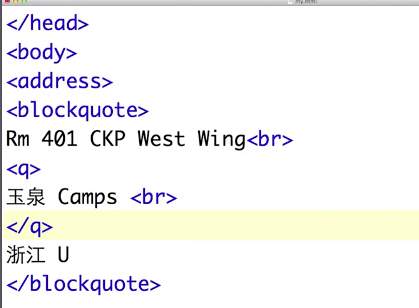 </head>
<body>
<address>
<blockquote>
Rm 401 CKP West Wing<br>
<q>
玉泉 Camps <br>
</q>
浙江 U
</blockquote>